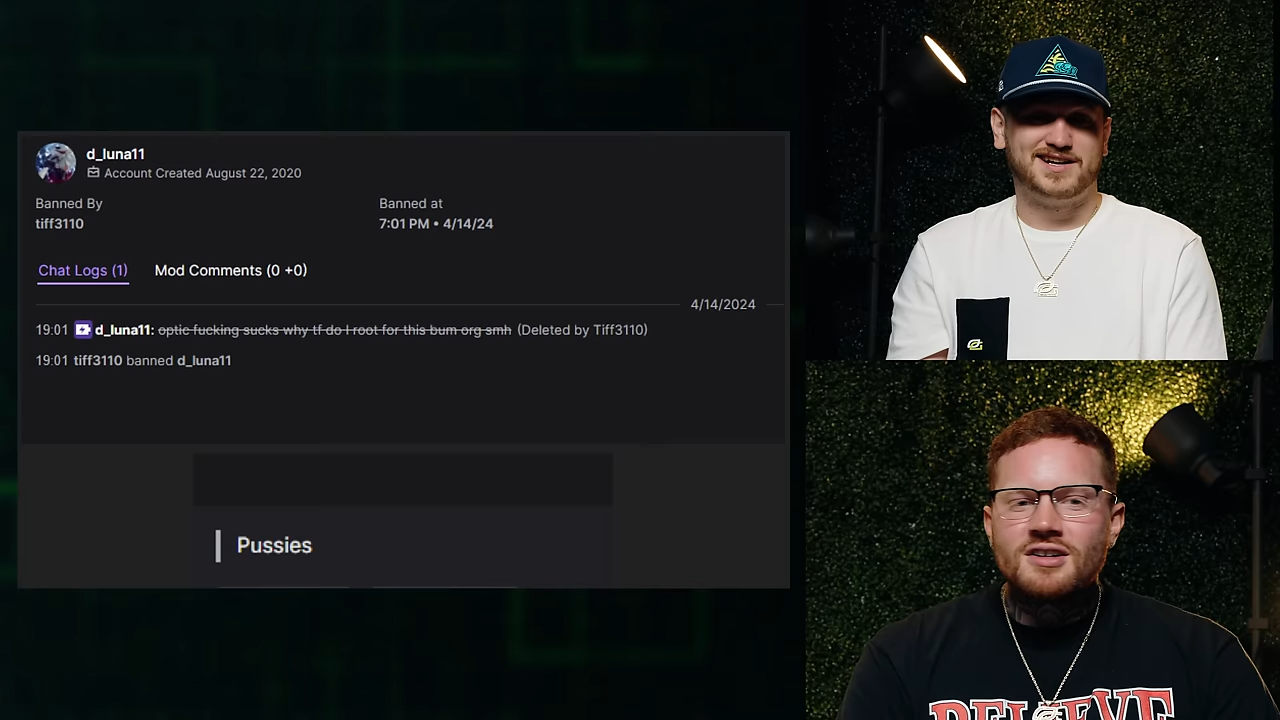 d_luna11
Account Created August 22, 2020
Banned By
Banned at
tiff3110
7:01 PM • 4/14/24
Chat Logs (1)
Mod Comments (0 +0)
4/14/2024
19:01 d_luna11: optic fucking sucks why tf do I root for this bum org smh (Deleted by Tiff3110)
19:01 tiff3110 banned d_luna11
Pussies
BELIEVE